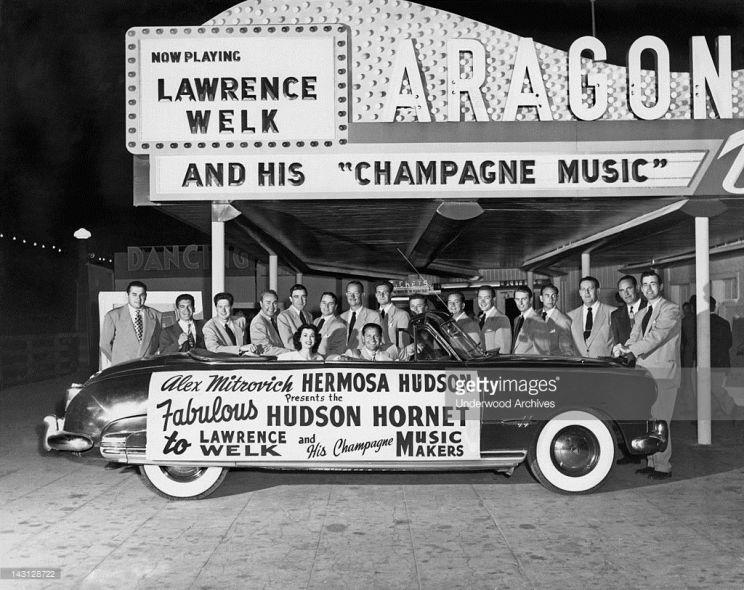 NOW PLAYING
LAWRENCE
WELK
ARAGON
AND HIS "CHAMPAGNE MUSIC"
DANCING
Alex Mitrovich HERMOSA HUDSON
Presents the
Fabulous HUDSON HORNET
to LAWRENCE WELK and His Champagne MUSIC MAKERS
gettyimages
Underwood Archives
143128722